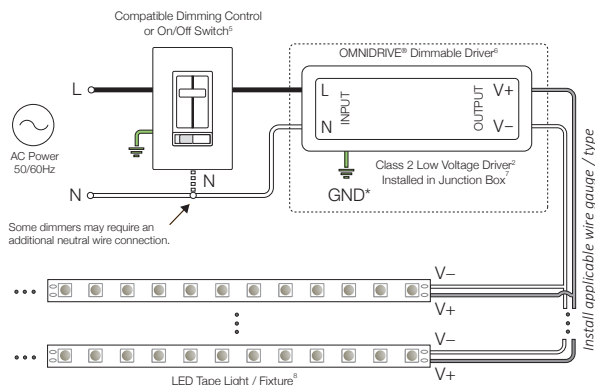 Compatible Dimming Control
or On/Off Switch⁵
OMNIDRIVE® Dimmable Driver⁶
L
L
N
INPUT
OUTPUT
V+
V–
AC Power
50/60Hz
N
N
GND*
Class 2 Low Voltage Driver²
Installed in Junction Box⁷
Some dimmers may require an
additional neutral wire connection.
Install applicable wire gauge / type
V–
V+
V–
V+
LED Tape Light / Fixture⁸